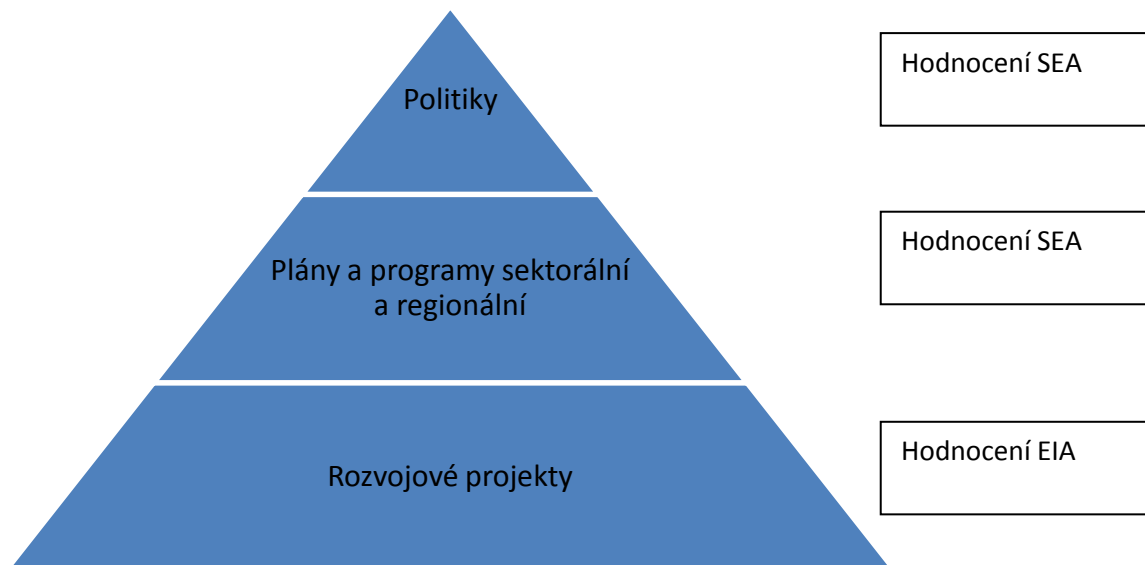 Politiky
Hodnocení SEA
Plány a programy sektorální
a regionální
Hodnocení SEA
Rozvojové projekty
Hodnocení EIA